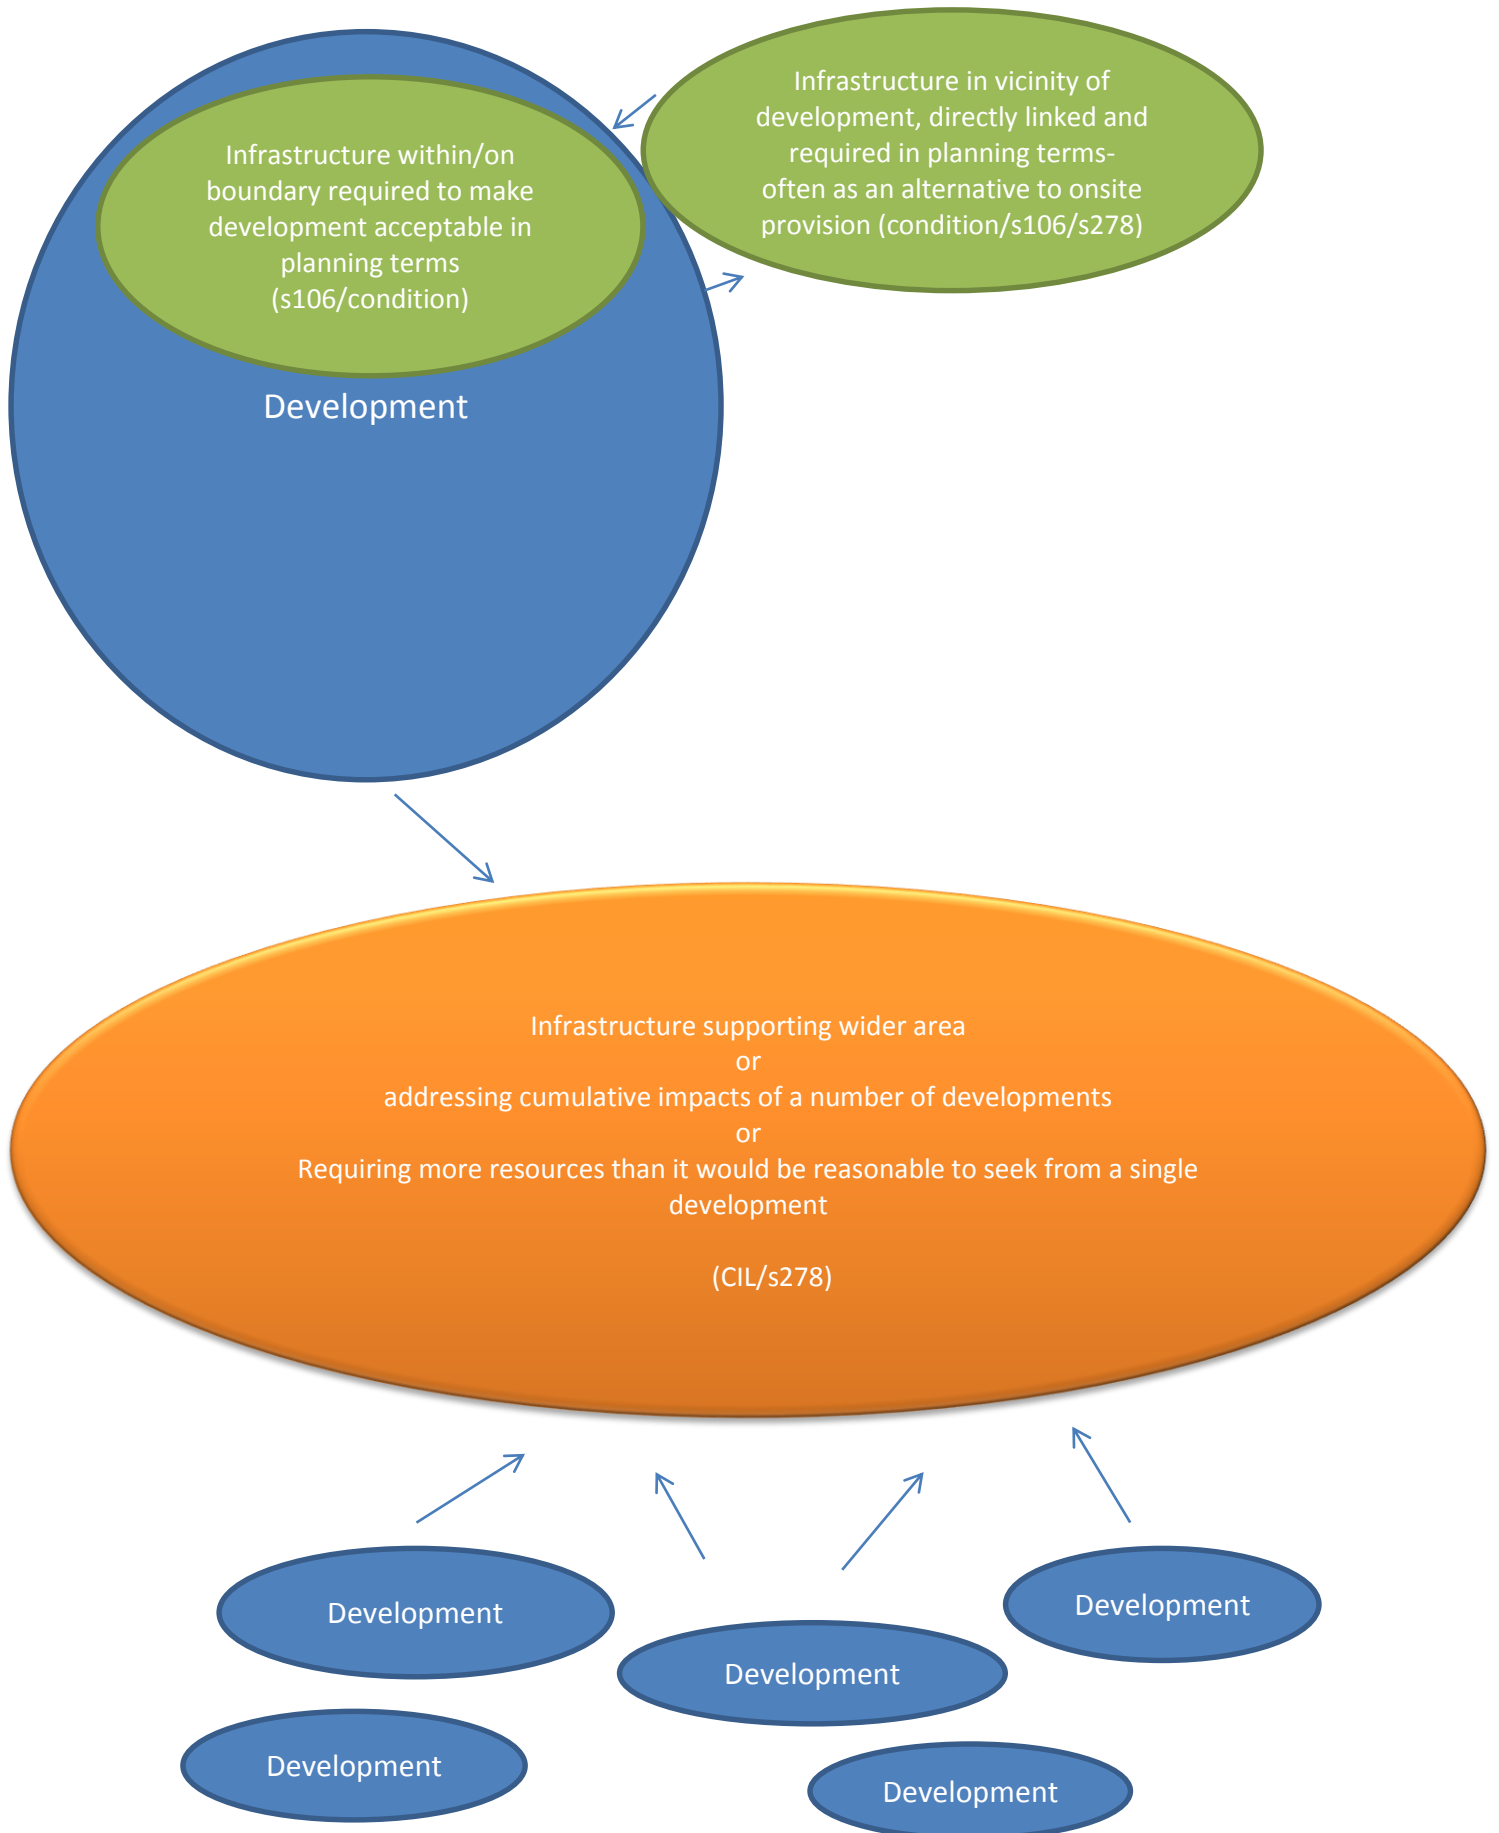 Infrastructure in vicinity of
development, directly linked and
required in planning terms-
often as an alternative to onsite
provision (condition/s106/s278)
Infrastructure within/on
boundary required to make
development acceptable in
planning terms
(s106/condition)
Development
Infrastructure supporting wider area
or
addressing cumulative impacts of a number of developments
or
Requiring more resources than it would be reasonable to seek from a single
development
(CIL/s278)
Development
Development
Development
Development
Development